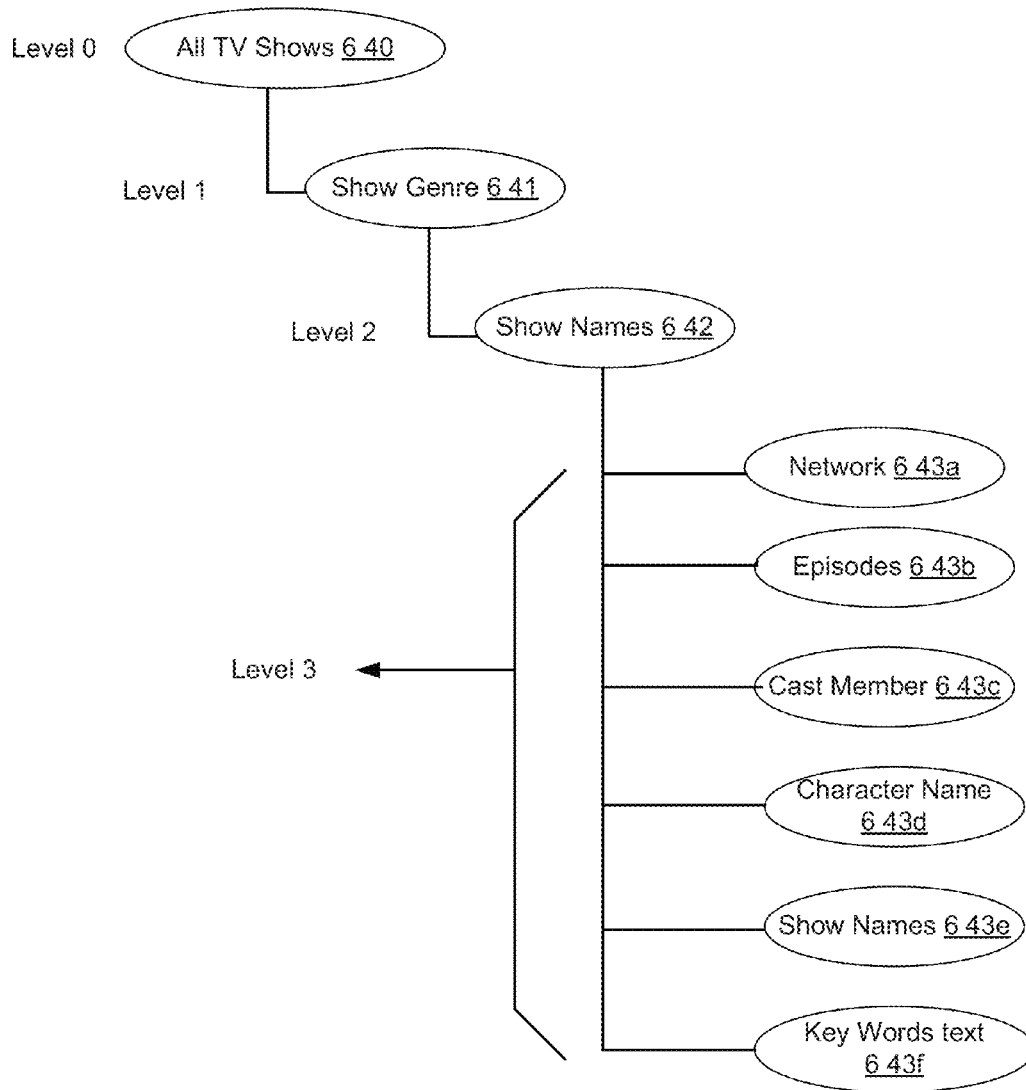 Level 0
All TV Shows 6 40
Level 1
Show Genre 6 41
Level 2
Show Names 6 42
Network 6 43a
Episodes 6 43b
Level 3
Cast Member 6 43c
Character Name
6 43d
Show Names 6 43e
Key Words text
6 43f